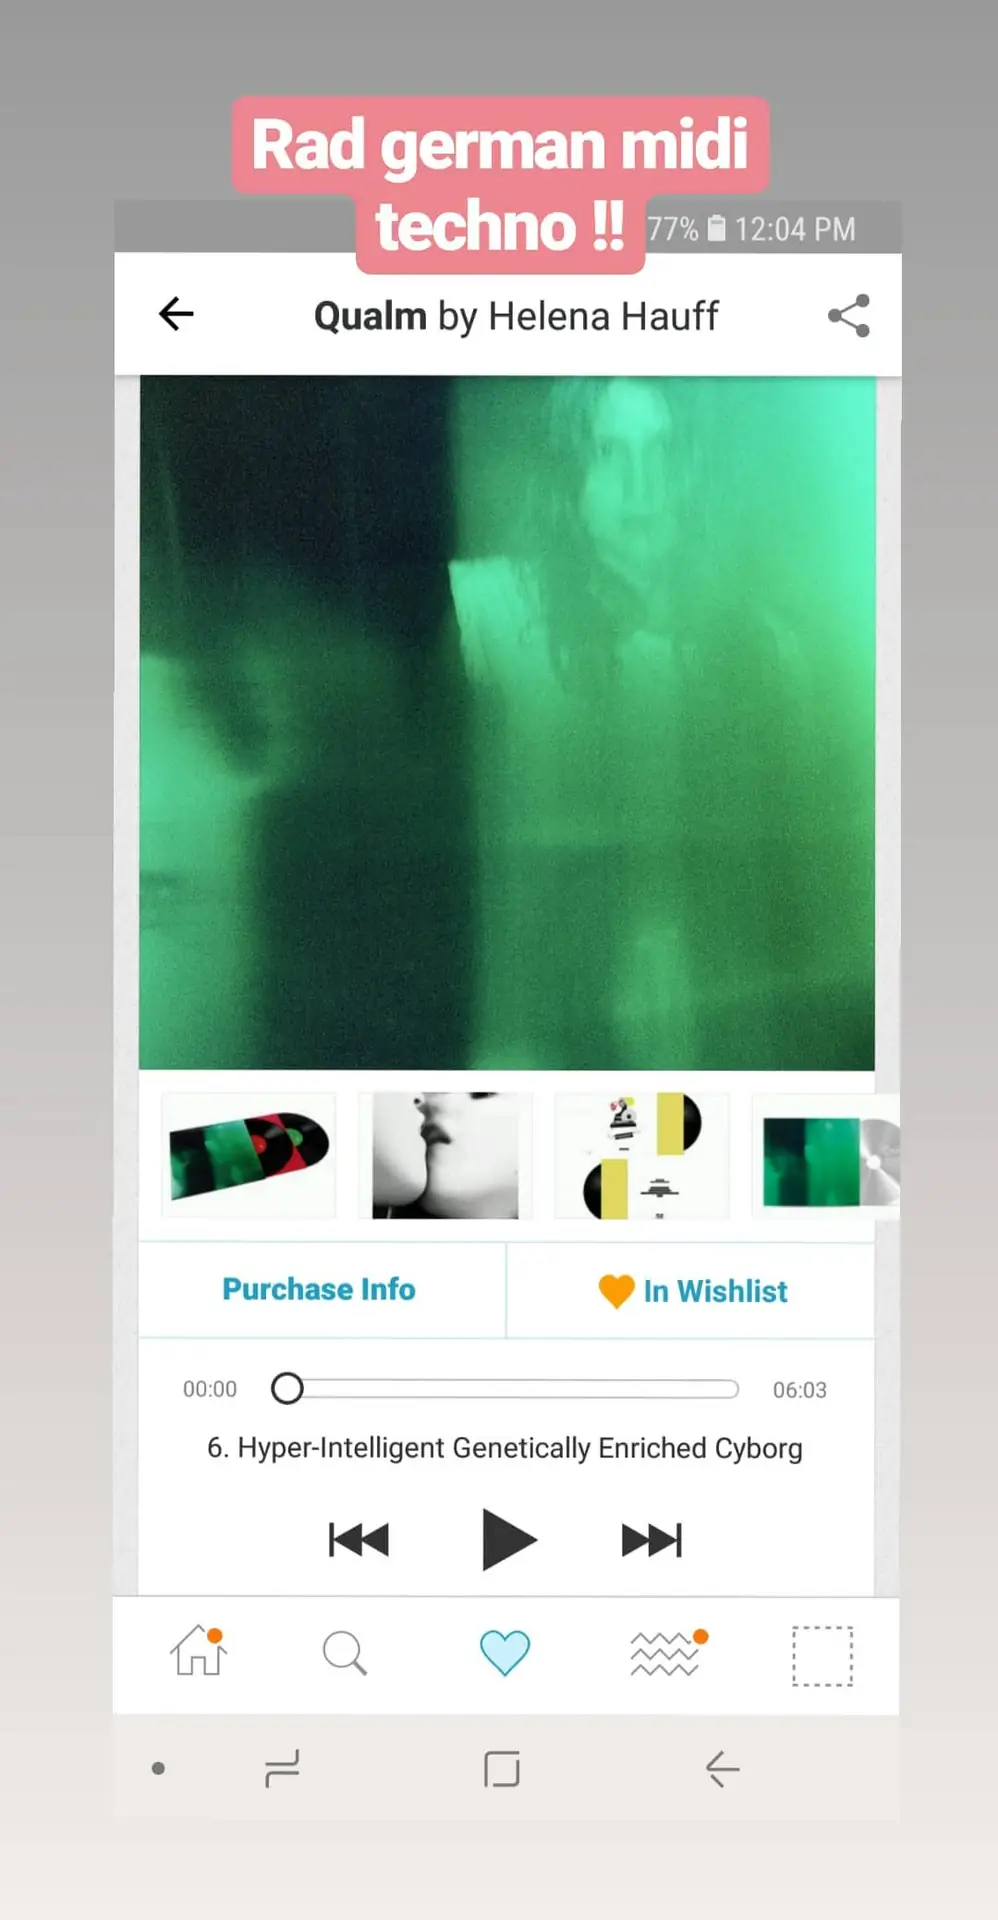 Rad german midi
techno !!
77% 12:04 PM
Qualm by Helena Hauff
Purchase Info
In Wishlist
00:00
06:03
6. Hyper-Intelligent Genetically Enriched Cyborg